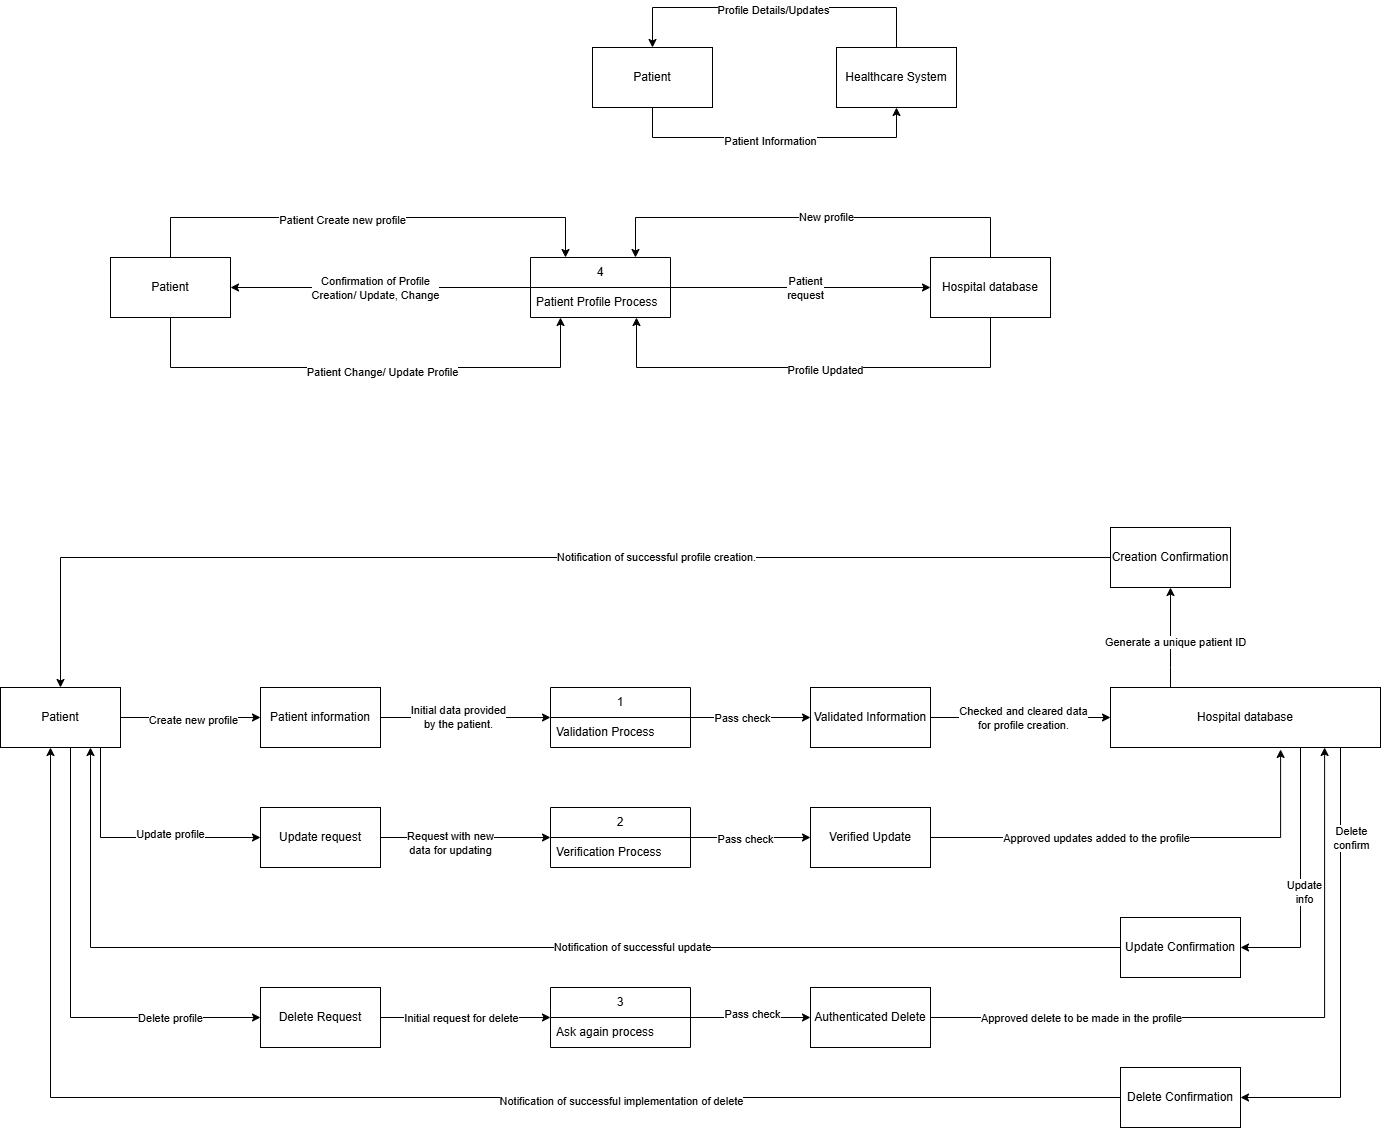 Profile Details/Updates
Patient
Healthcare System
Patient Information
Patient Create new profile
New profile
Patient
Confirmation of Profile
Creation/ Update, Change
4
Patient Profile Process
Patient
request
Hospital database
Patient Change/ Update Profile
Profile Updated
Creation Confirmation
Notification of successful profile creation.
Generate a unique patient ID
Patient
Create new profile
Patient information
Initial data provided
by the patient.
1
Validation Process
Pass check
Validated Information
Checked and cleared data
for profile creation.
Hospital database
Update profile
Update request
Request with new
data for updating
2
Verification Process
Pass check
Verified Update
Approved updates added to the profile
Delete
confirm
Update
info
Notification of successful update
Update Confirmation
Delete profile
Delete Request
Initial request for delete
3
Ask again process
Pass check
Authenticated Delete
Approved delete to be made in the profile
Notification of successful implementation of delete
Delete Confirmation